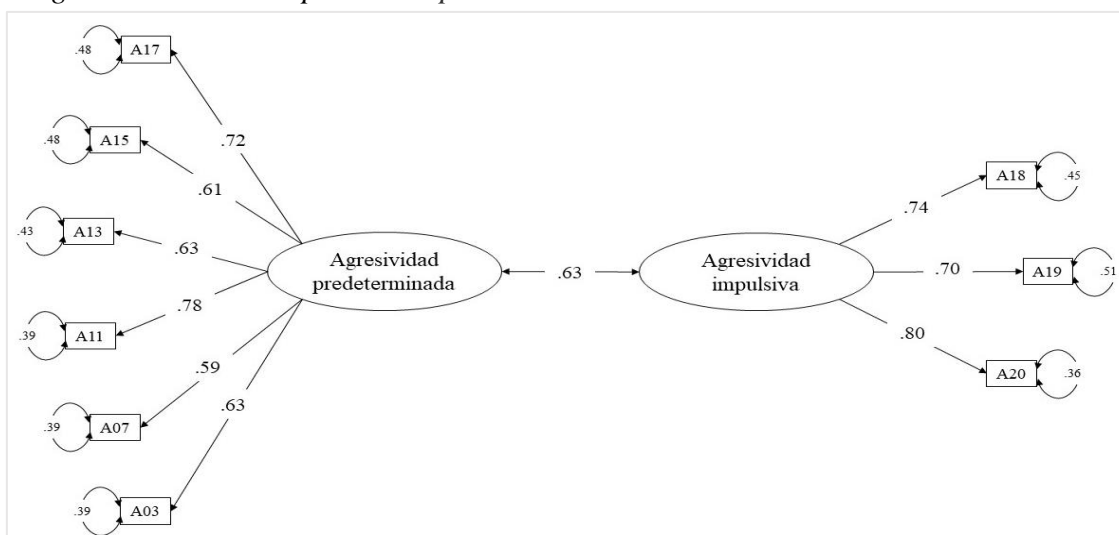 .48
A17
.72
.48
A15
.61
.43
A13
.63
.39
A11
.78
.39
A07
.59
.39
A03
.63
Agresividad
predeterminada
.63
Agresividad
impulsiva
.74
A18
.45
.70
A19
.51
.80
A20
.36